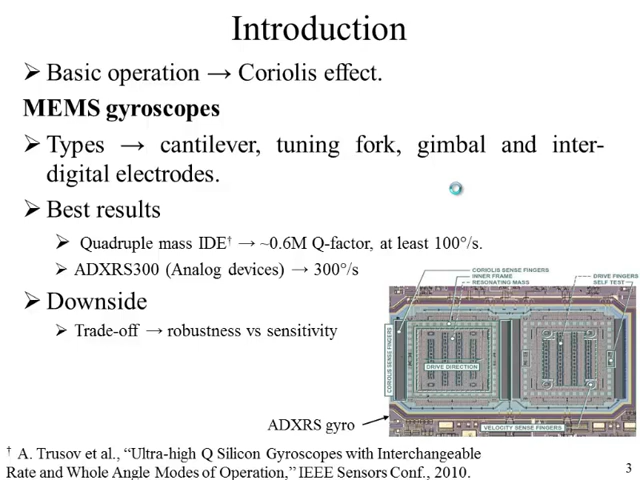 Introduction
➢ Basic operation → Coriolis effect.
MEMS gyroscopes
➢ Types → cantilever, tuning fork, gimbal and inter-
digital electrodes.
➢ Best results
➢ Quadruple mass IDE† → ~0.6M Q-factor, at least 100°/s.
➢ ADXRS300 (Analog devices) → 300°/s
➢ Downside
➢ Trade-off → robustness vs sensitivity
CORIOLIS SENSE FINGERS
INNER FRAME
RESONATING MASS
DRIVE FINGERS
SELF TEST
CORIOLIS SENSE FINGERS
DRIVE DIRECTION
VELOCITY SENSE FINGERS
ADXRS gyro
† A. Trusov et al., “Ultra-high Q Silicon Gyroscopes with Interchangeable
Rate and Whole Angle Modes of Operation,” IEEE Sensors Conf., 2010.
3